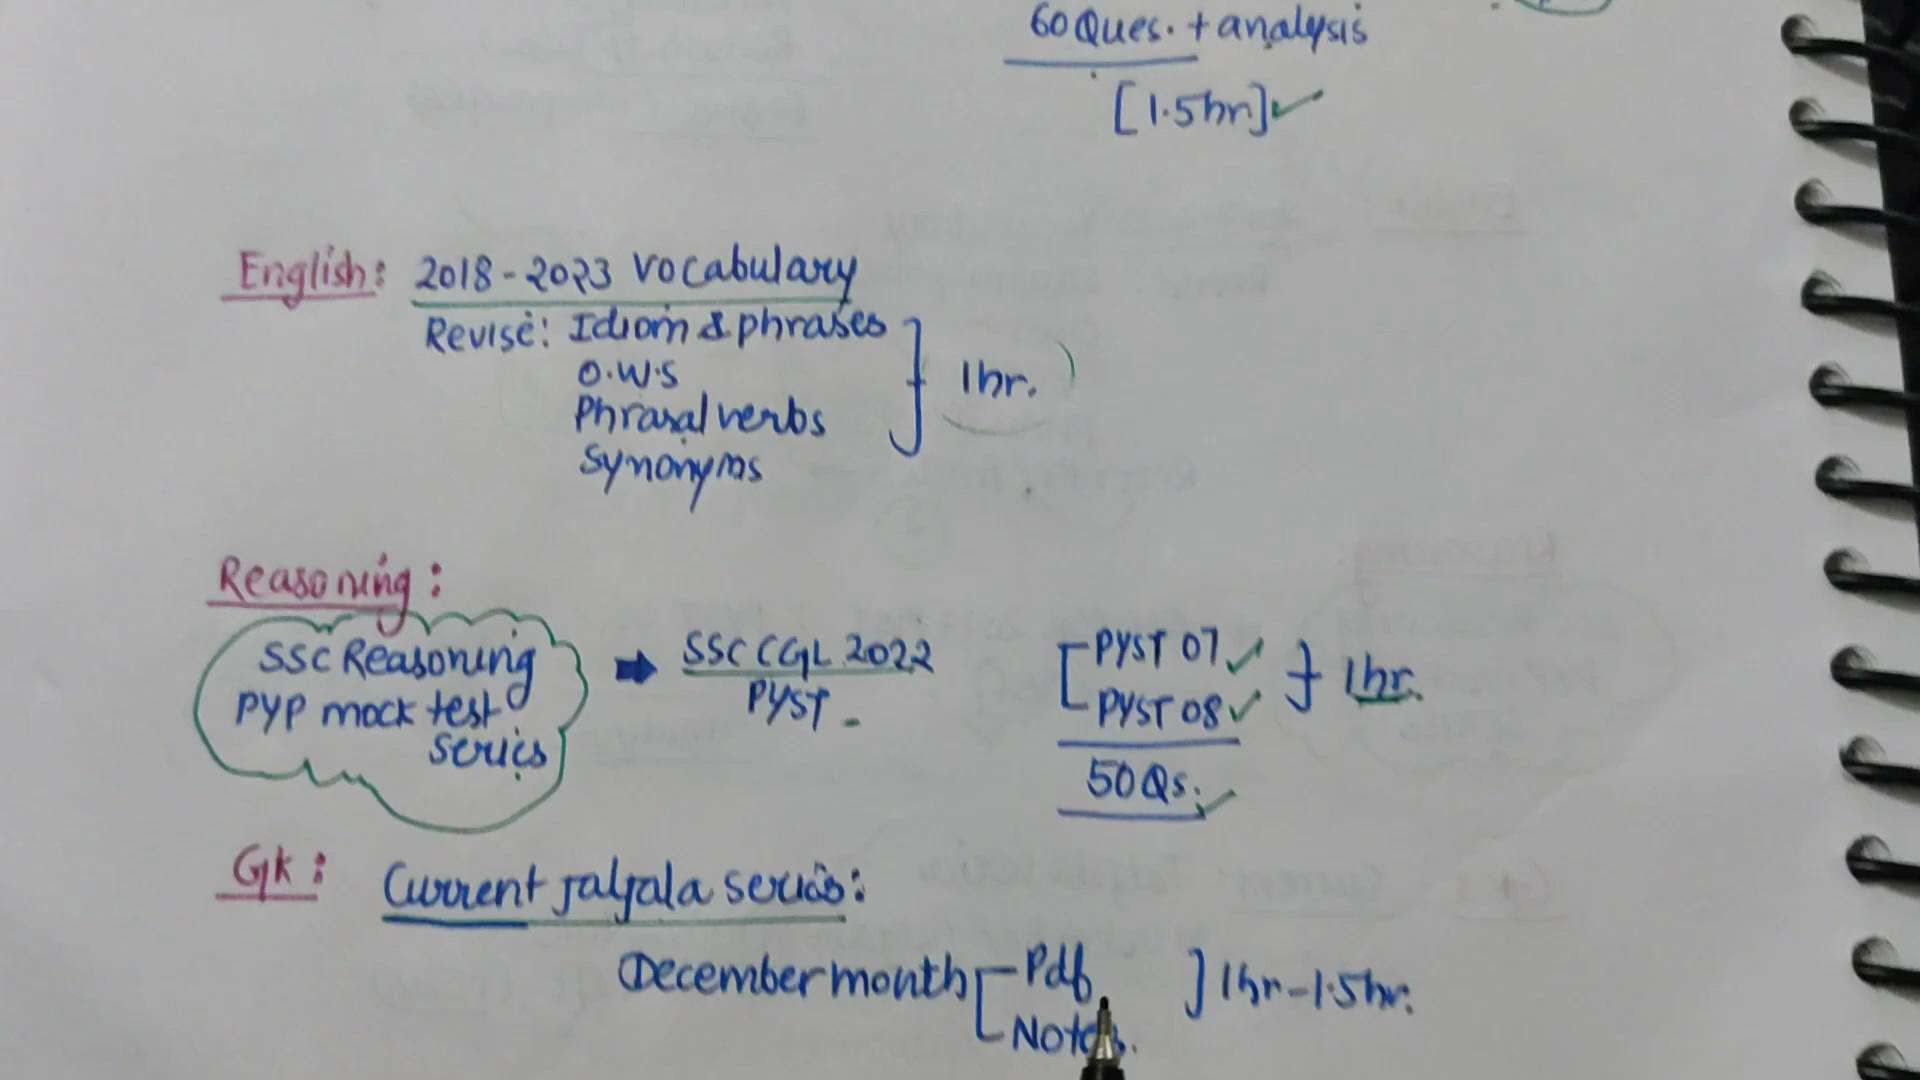 60 Ques. + analysis
[1.5hr]
English: 2018-2023 Vocabulary
Revise: Idiom & phrases
O.W.S
Phrasal verbs
Synonyms
1hr.
Reasoning:
SSC Reasoning
PYP mock test
series
SSC CGL 2022
PYST
PYST 07
PYST 08
1hr.
50Qs.
Gk: Current jaljala series:
December month
Pdf
Notes.
1hr-1.5hr.